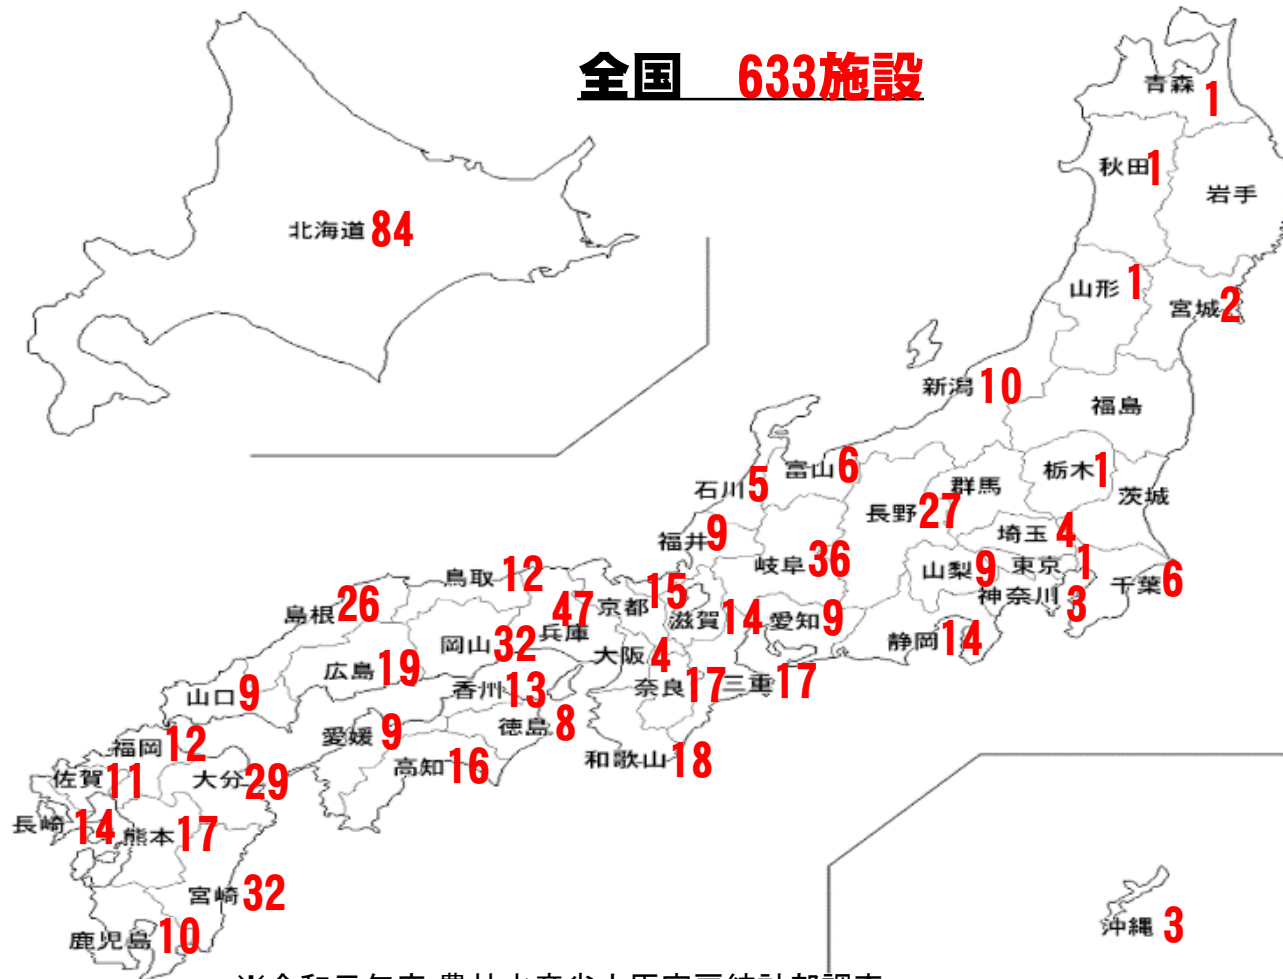 全国 633施設
青森 1
秋田 1
岩手
北海道 84
山形 1
宮城 2
新潟 10
福島
富山 6
栃木 1
石川 5
群馬
茨城
長野 27
福井 9
埼玉 4
岐阜 36
山梨 9
東京 1
鳥取 12
千葉 6
神奈川 3
京都 15
島根 26
兵庫 47
滋賀 14
愛知 9
岡山 32
静岡 14
大阪 4
広島 19
奈良 17
三重 17
香州 13
山口 9
徳島 8
愛媛 9
福岡 12
和歌山 18
高知 16
佐賀 11
大分 29
長崎 14
熊本 17
宮崎 32
沖縄 3
鹿児島 10